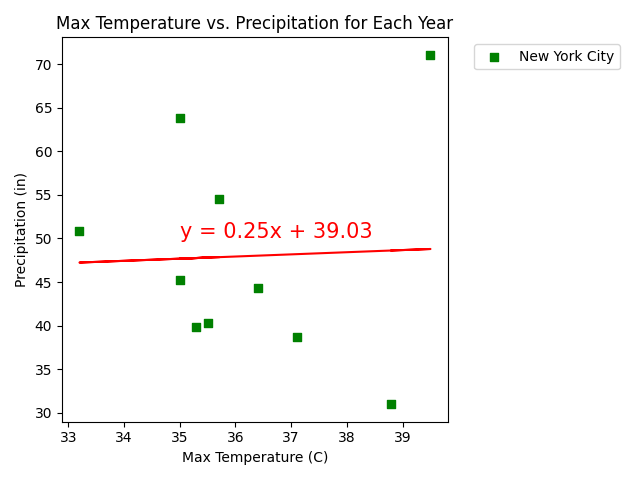 Max Temperature vs. Precipitation for Each Year
New York City
y = 0.25x + 39.03
Precipitation (in)
70
65
60
55
50
45
40
35
30
33 34 35 36 37 38 39
Max Temperature (C)